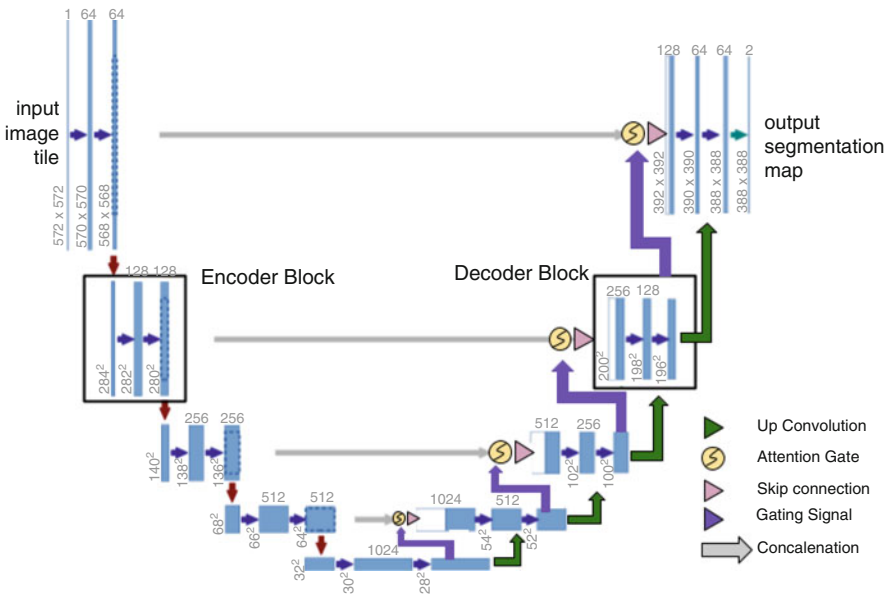 1 64 64
input
image
tile
572 x 572
570 x 570
568 x 568
128 64 64 2
output
segmentation
map
392 x 392
390 x 390
388 x 388
388 x 388
Encoder Block
Decoder Block
128 128
284²
282²
280²
256 128
200²
198²
196²
256 256
140²
138²
136²
512 256
102²
100²
512 512
68²
66²
64²
1024 512
54²
52²
1024
32²
30²
28²
Up Convolution
Attention Gate
Skip connection
Gating Signal
Concalenation